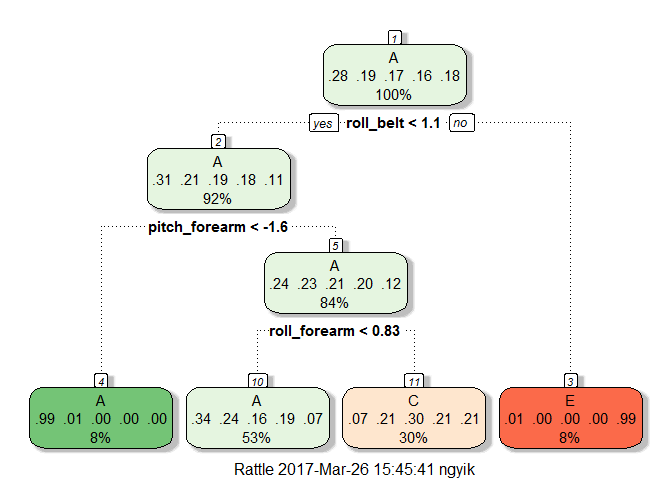 1
A
.28 .19 .17 .16 .18
100%
yes roll_belt < 1.1 no
2
A
.31 .21 .19 .18 .11
92%
pitch_forearm < -1.6
5
A
.24 .23 .21 .20 .12
84%
roll_forearm < 0.83
4
A
.99 .01 .00 .00 .00
8%
10
A
.34 .24 .16 .19 .07
53%
11
C
.07 .21 .30 .21 .21
30%
3
E
.01 .00 .00 .00 .99
8%
Rattle 2017-Mar-26 15:45:41 ngyik